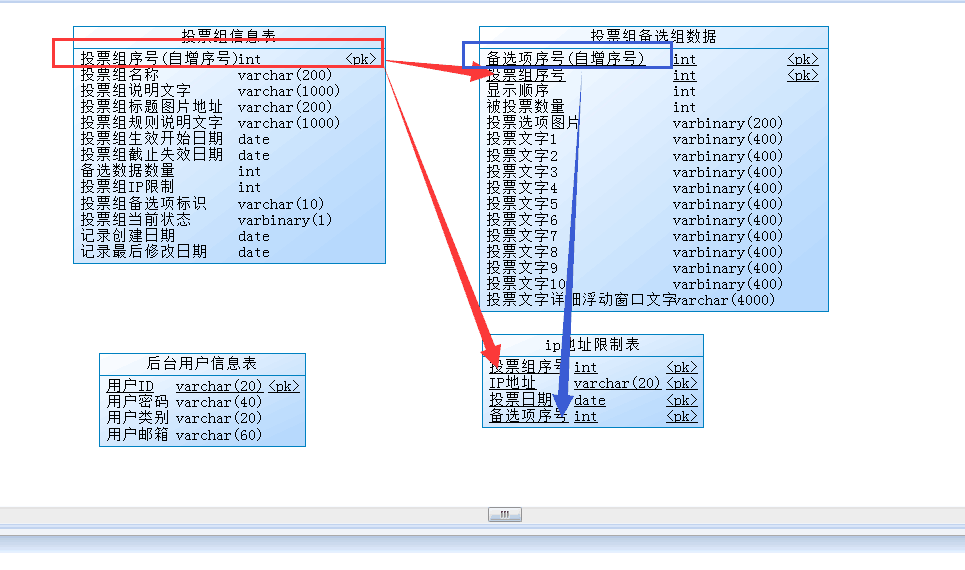 投票组信息表
投票组序号(自增序号)int <pk>
投票组名称 varchar(200)
投票组说明文字 varchar(1000)
投票组标题图片地址 varchar(200)
投票组规则说明文字 varchar(1000)
投票组生效开始日期 date
投票组截止失效日期 date
备选数据数量 int
投票组IP限制 int
投票组备选项标识 varchar(10)
投票组当前状态 varbinary(1)
记录创建日期 date
记录最后修改日期 date
投票组备选组数据
备选项序号(自增序号) int <pk>
投票组序号 int <pk>
显示顺序 int
被投票数量 int
投票选项图片 varbinary(200)
投票文字1 varbinary(400)
投票文字2 varbinary(400)
投票文字3 varbinary(400)
投票文字4 varbinary(400)
投票文字5 varbinary(400)
投票文字6 varbinary(400)
投票文字7 varbinary(400)
投票文字8 varbinary(400)
投票文字9 varbinary(400)
投票文字10 varbinary(400)
投票文字详细浮动窗口文字varchar(4000)
后台用户信息表
用户ID varchar(20) <pk>
用户密码 varchar(40)
用户类别 varchar(20)
用户邮箱 varchar(60)
ip地址限制表
投票组序号 int <pk>
IP地址 varchar(20) <pk>
投票日期 date <pk>
备选项序号 int <pk>